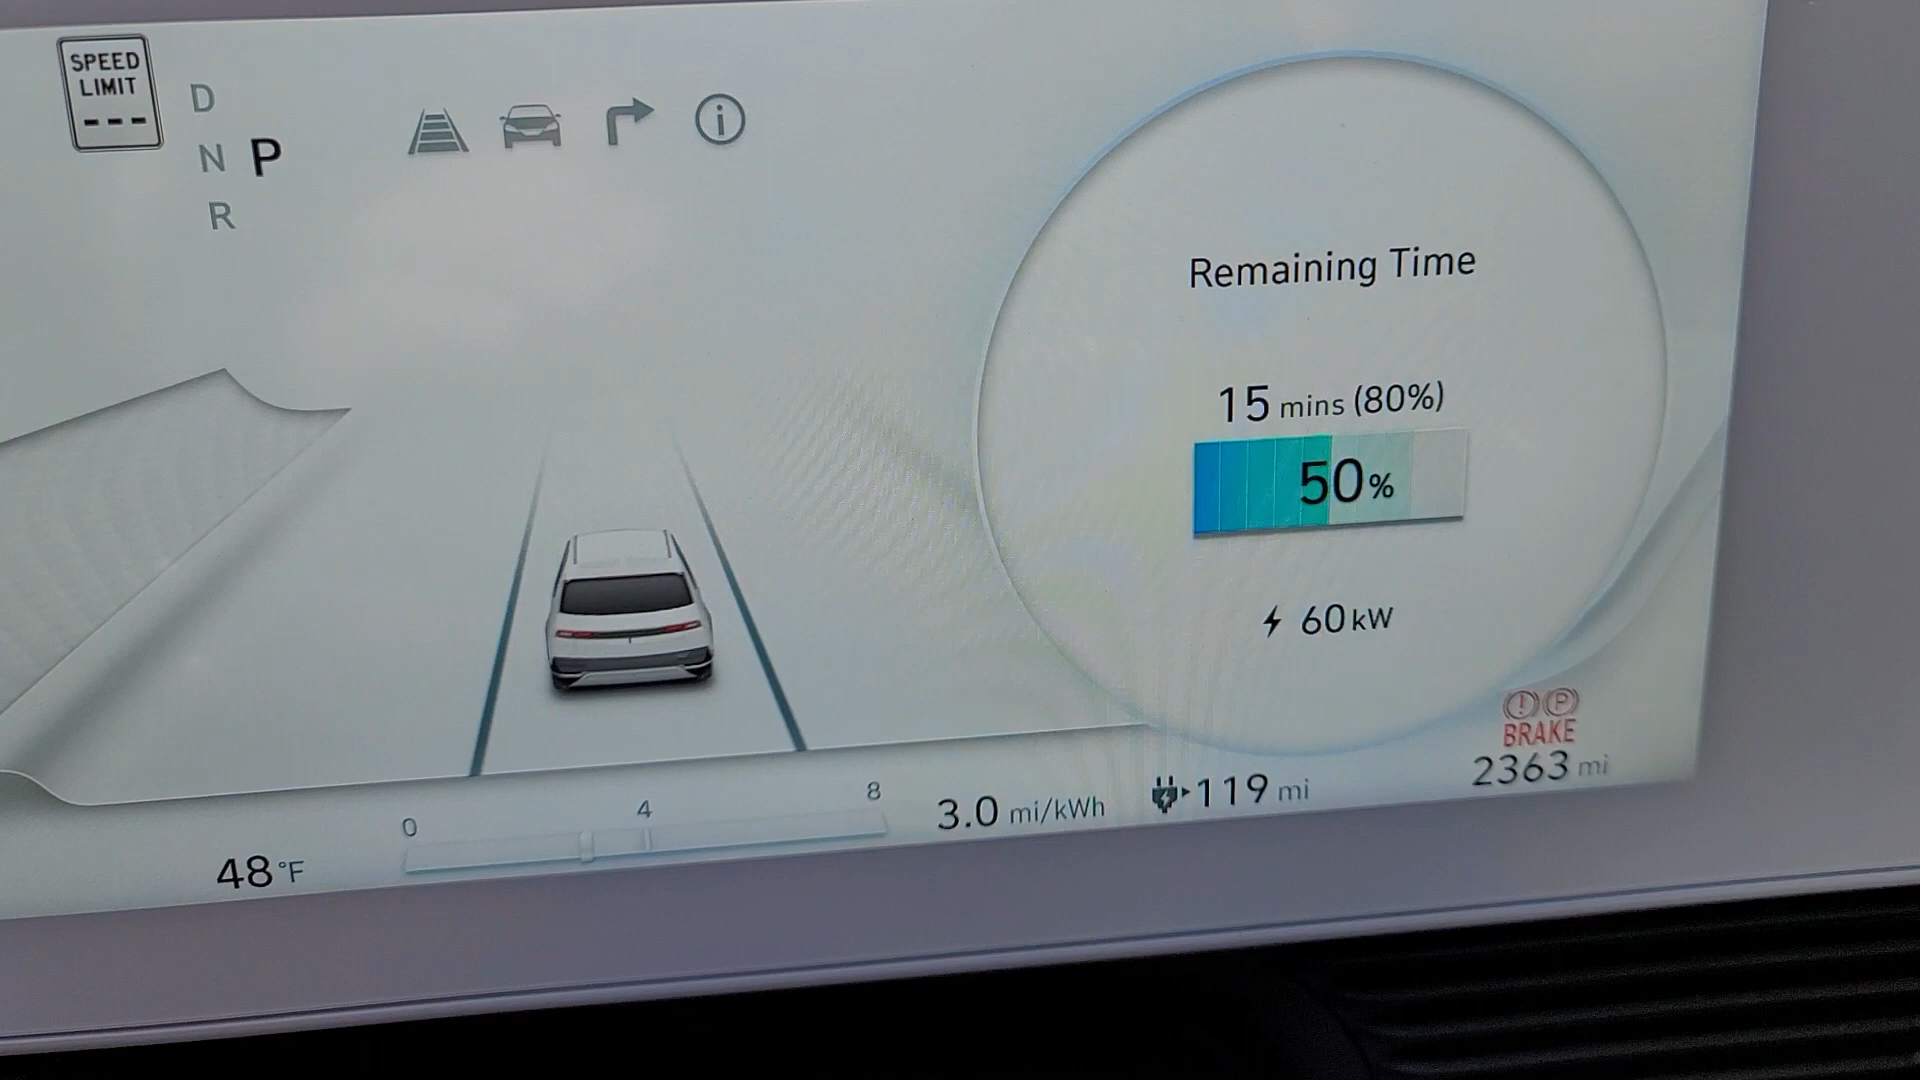 SPEED
LIMIT
---
D
N P
R
Remaining Time
15 mins (80%)
50%
60 kW
BRAKE
2363 mi
119 mi
3.0 mi/kWh
0 4 8
48 °F